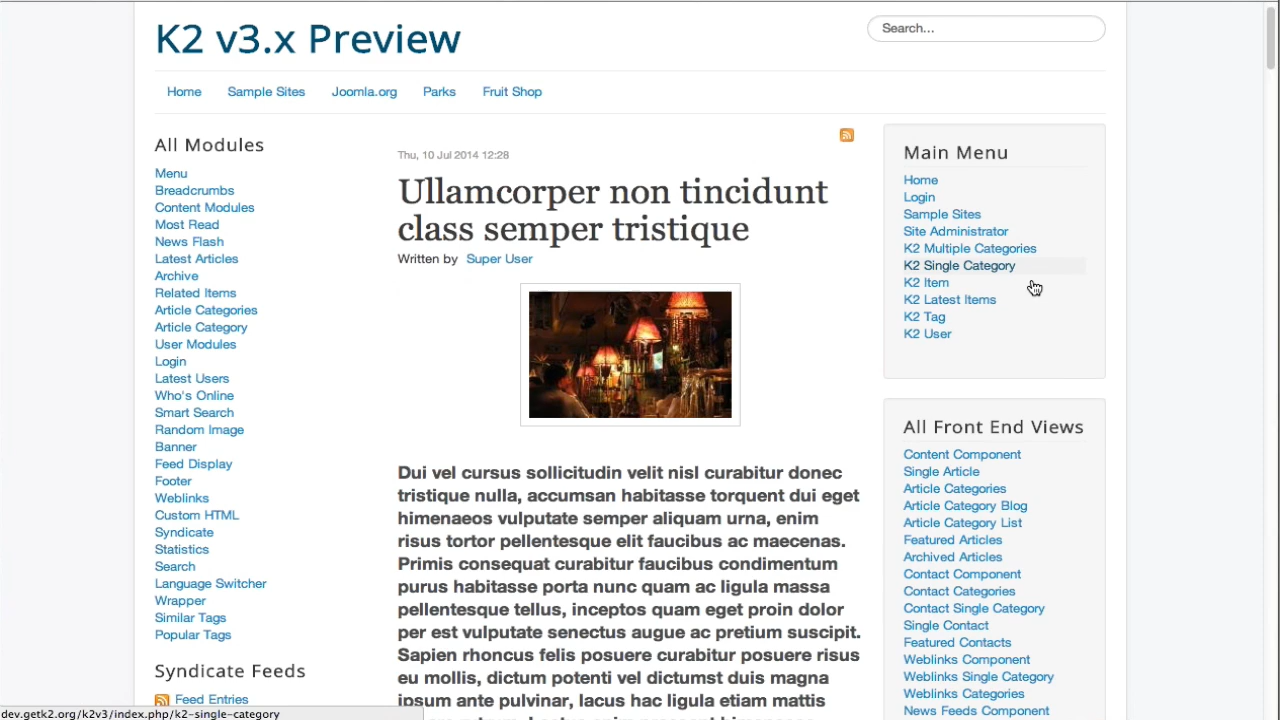 K2 v3.x Preview
Search...
Home Sample Sites Joomla.org Parks Fruit Shop
All Modules
Menu
Breadcrumbs
Content Modules
Most Read
News Flash
Latest Articles
Archive
Related Items
Article Categories
Article Category
User Modules
Login
Latest Users
Who's Online
Smart Search
Random Image
Banner
Feed Display
Footer
Weblinks
Custom HTML
Syndicate
Statistics
Search
Language Switcher
Wrapper
Similar Tags
Popular Tags
Syndicate Feeds
Feed Entries
Thu, 10 Jul 2014 12:28
Ullamcorper non tincidunt
class semper tristique
Written by Super User
Dui vel cursus sollicitudin velit nisl curabitur donec
tristique nulla, accumsan habitasse torquent dui eget
himenaeos vulputate semper aliquam urna, enim
risus tortor pellentesque elit faucibus ac maecenas.
Primis consequat curabitur faucibus condimentum
purus habitasse porta nunc quam ac ligula massa
pellentesque tellus, inceptos quam eget proin dolor
per est vulputate senectus augue ac pretium suscipit.
Sapien rhoncus felis posuere curabitur posuere risus
eu mollis, dictum potenti vel dictumst duis magna
ipsum ante pulvinar, lacus hac ligula etiam mattis
Main Menu
Home
Login
Sample Sites
Site Administrator
K2 Multiple Categories
K2 Single Category
K2 Item
K2 Latest Items
K2 Tag
K2 User
All Front End Views
Content Component
Single Article
Article Categories
Article Category Blog
Article Category List
Featured Articles
Archived Articles
Contact Component
Contact Categories
Contact Single Category
Single Contact
Featured Contacts
Weblinks Component
Weblinks Single Category
Weblinks Categories
News Feeds Component
dev.getk2.org/k2v3/index.php/k2-single-category